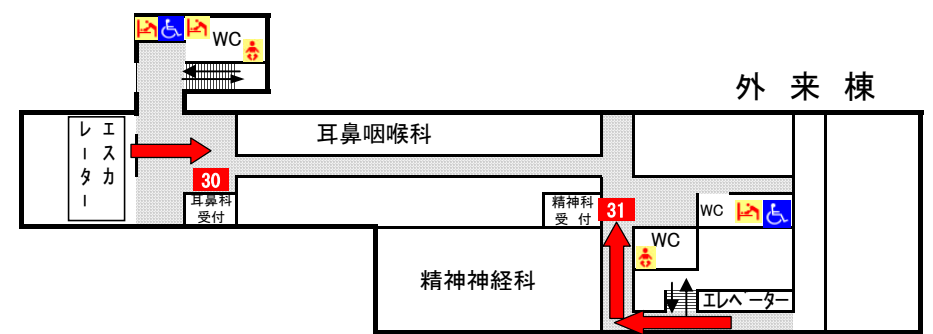 WC
外来棟
エスカ
レーター
耳鼻咽喉科
30
耳鼻科
受付
精神科
受付
31
WC
WC
精神神経科
エレベーター